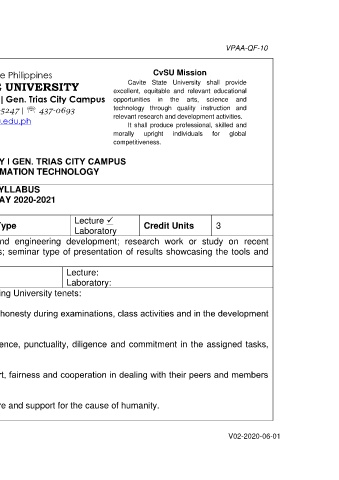 VPAA-QF-10
e Philippines
E UNIVERSITY
| Gen. Trias City Campus
5247 | 437-0693
.edu.ph
CvSU Mission
Cavite State University shall provide
excellent, equitable and relevant educational
opportunities in the arts, science and
technology through quality instruction and
relevant research and development activities.
It shall produce professional, skilled and
morally upright individuals for global
competitiveness.
Y I GEN. TRIAS CITY CAMPUS
MATION TECHNOLOGY
YLLABUS
AY 2020-2021
Type
Lecture ✓
Laboratory
Credit Units
3
nd engineering development; research work or study on recent
s; seminar type of presentation of results showcasing the tools and
Lecture:
Laboratory:
ing University tenets:
honesty during examinations, class activities and in the development
ence, punctuality, diligence and commitment in the assigned tasks,
rt, fairness and cooperation in dealing with their peers and members
re and support for the cause of humanity.
V02-2020-06-01